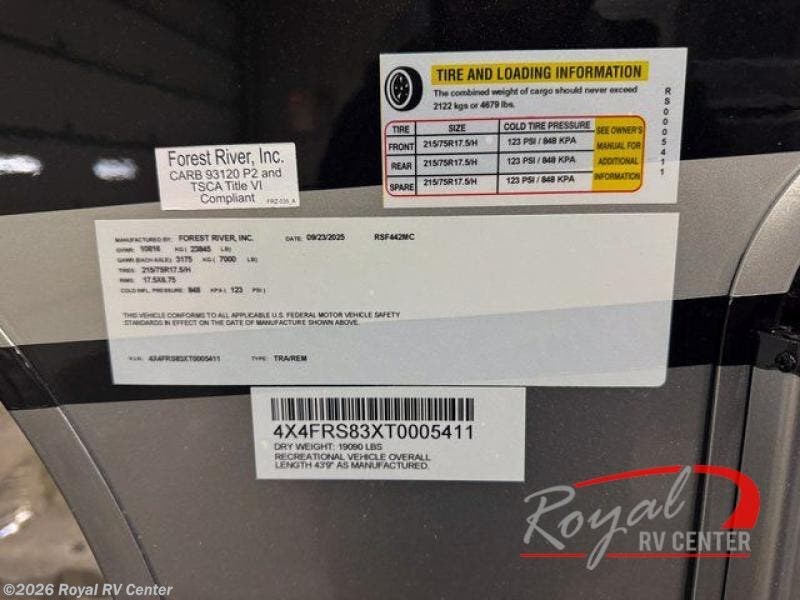 TIRE AND LOADING INFORMATION
The combined weight of cargo should never exceed
2122 kgs or 4679 lbs.
TIRE SIZE COLD TIRE PRESSURE SEE OWNER'S MANUAL FOR ADDITIONAL INFORMATION
FRONT 215/75R17.5/H 123 PSI / 848 KPA
REAR 215/75R17.5/H 123 PSI / 848 KPA
SPARE 215/75R17.5/H 123 PSI / 848 KPA
RS0005411
Forest River, Inc.
CARB 93120 P2 and
TSCA Title VI
Compliant
FRZ-035_A
MANUFACTURED BY: FOREST RIVER, INC. DATE: 09/23/2025 RSF442MC
GVWR: 10816 KG ( 23845 LB)
GAWR (EACH AXLE): 3175 KG ( 7000 LB)
TIRES: 215/75R17.5/H
RIMS: 17.5X6.75
COLD INFL. PRESSURE: 848 KPA ( 123 PSI )
THIS VEHICLE CONFORMS TO ALL APPLICABLE U.S. FEDERAL MOTOR VEHICLE SAFETY
STANDARDS IN EFFECT ON THE DATE OF MANUFACTURE SHOWN ABOVE.
V.I.N.: 4X4FRS83XT0005411 TYPE: TRA/REM
4X4FRS83XT0005411
DRY WEIGHT: 19090 LBS
RECREATIONAL VEHICLE OVERALL
LENGTH 43'9" AS MANUFACTURED.
Royal
RV CENTER
©2026 Royal RV Center